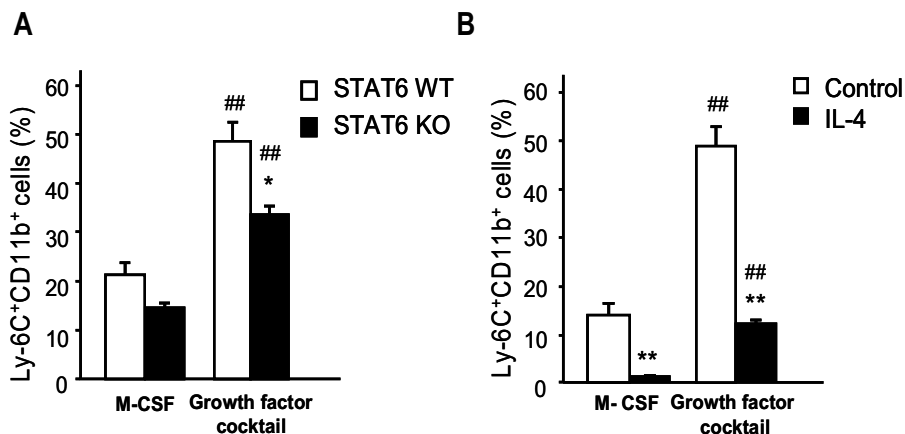 A
Ly-6C+CD11b+ cells (%)
60
50
40
30
20
10
0
##
##
*
STAT6 WT
STAT6 KO
M-CSF
Growth factor
cocktail
B
Ly-6C+CD11b+ cells (%)
60
50
40
30
20
10
0
##
##
**
**
Control
IL-4
M- CSF
Growth factor
cocktail